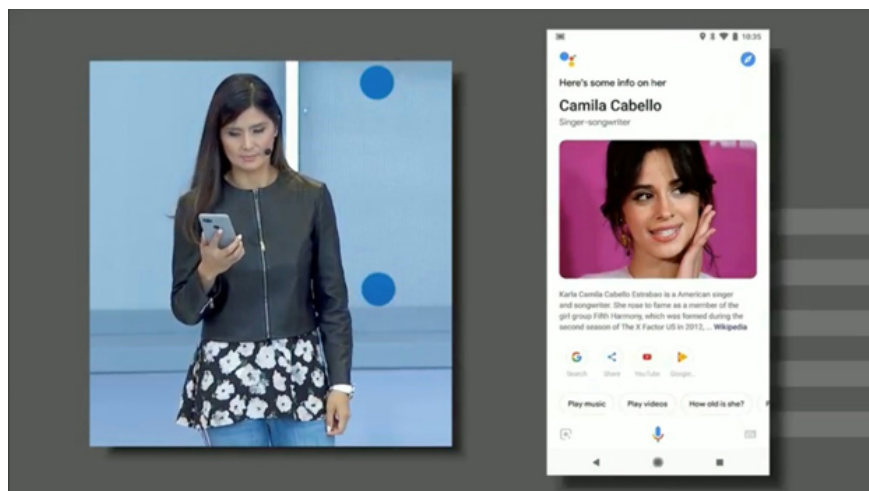 10:35
Here's some info on her
Camila Cabello
Singer-songwriter
Karla Camila Cabello Estrabao is a American singer
and songwriter. She rose to fame as a member of the
girl group Fifth Harmony, which was formed during the
second season of The X Factor US in 2012, ... Wikipedia
Search Share YouTube Google...
Play music Play videos How old is she?